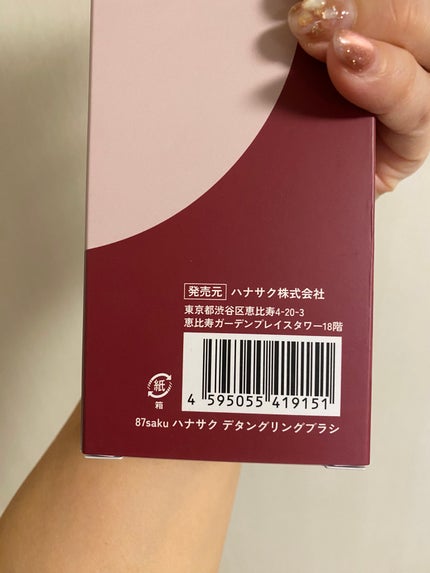 発売元 ハナサク株式会社
東京都渋谷区恵比寿4-20-3
恵比寿ガーデンプレイスタワー18階
紙
箱
4 595055 419151
87saku ハナサク デタングリングブラシ